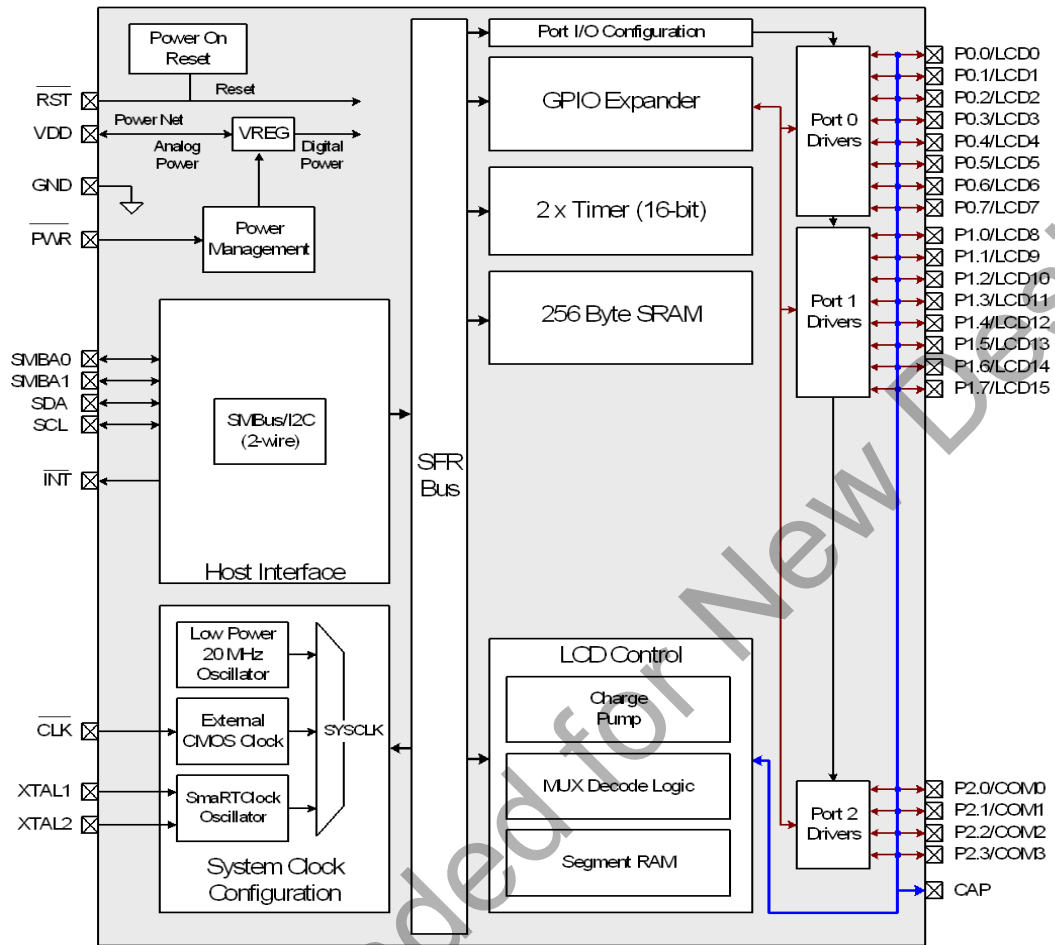 Power On
Reset
RST
Reset
VDD
Power Net
Analog
Power
VREG
Digital
Power
GND
PWR
Power
Management
SMBA0
SMBA1
SDA
SCL
INT
SMBus/I2C
(2-wire)
Host Interface
Low Power
20 MHz
Oscillator
CLK
External
CMOS Clock
SYSCLK
XTAL1
XTAL2
SmaRTClock
Oscillator
System Clock
Configuration
SFR
Bus
Port I/O Configuration
GPIO Expander
2 x Timer (16-bit)
256 Byte SRAM
LCD Control
Charge
Pump
MUX Decode Logic
Segment RAM
Port 0
Drivers
Port 1
Drivers
Port 2
Drivers
P0.0/LCD0
P0.1/LCD1
P0.2/LCD2
P0.3/LCD3
P0.4/LCD4
P0.5/LCD5
P0.6/LCD6
P0.7/LCD7
P1.0/LCD8
P1.1/LCD9
P1.2/LCD10
P1.3/LCD11
P1.4/LCD12
P1.5/LCD13
P1.6/LCD14
P1.7/LCD15
P2.0/COM0
P2.1/COM1
P2.2/COM2
P2.3/COM3
CAP
for New